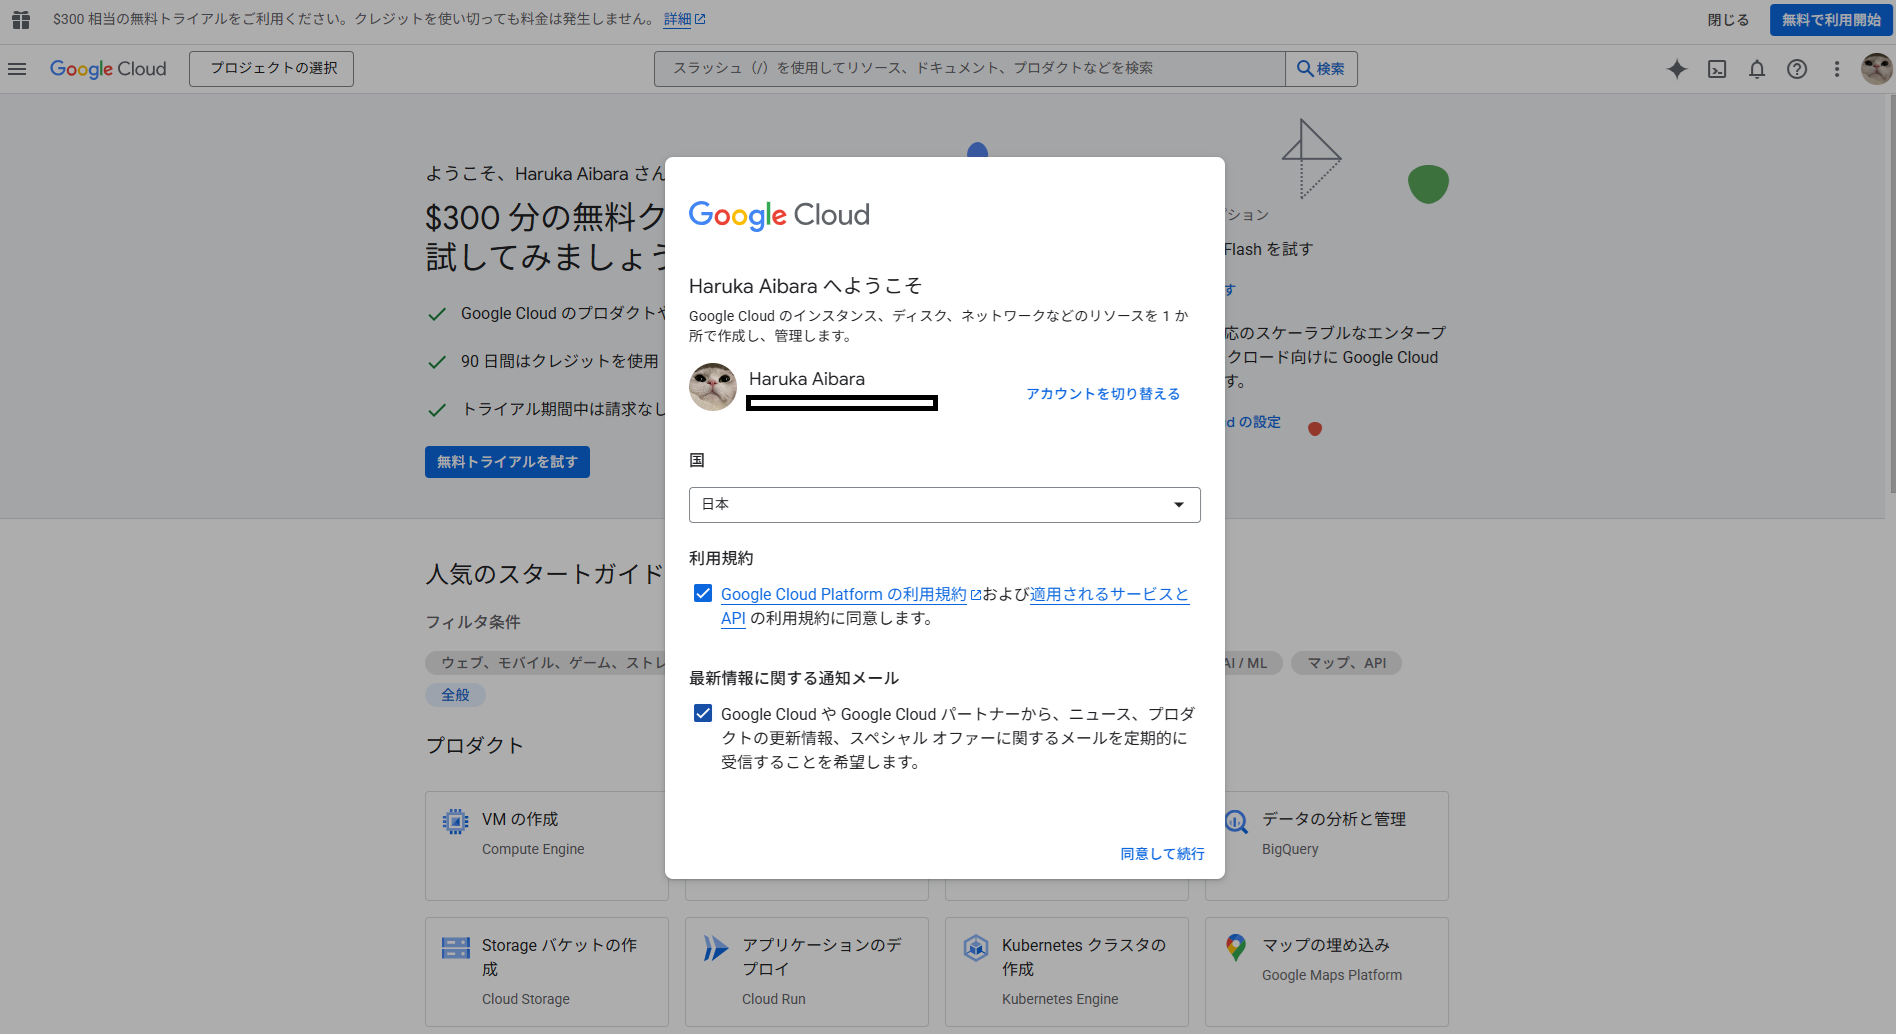 $300 相当の無料トライアルをご利用ください。クレジットを使い切っても料金は発生しません。 詳細
閉じる
無料で利用開始
Google Cloud
プロジェクトの選択
スラッシュ（/）を使用してリソース、ドキュメント、プロダクトなどを検索
検索
ようこそ、Haruka Aibara さん
$300 分の無料ク
試してみましょう
Google Cloud のプロダクトや
90 日間はクレジットを使用
トライアル期間中は請求なし
無料トライアルを試す
プション
Flash を試す
す
応のスケーラブルなエンタープ
クロード向けに Google Cloud
す。
d の設定
Google Cloud
Haruka Aibara へようこそ
Google Cloud のインスタンス、ディスク、ネットワークなどのリソースを 1 か
所で作成し、管理します。
Haruka Aibara
アカウントを切り替える
国
日本
利用規約
Google Cloud Platform の利用規約および適用されるサービスと
API の利用規約に同意します。
最新情報に関する通知メール
Google Cloud や Google Cloud パートナーから、ニュース、プロダ
クトの更新情報、スペシャル オファーに関するメールを定期的に
受信することを希望します。
同意して続行
人気のスタートガイド
フィルタ条件
ウェブ、モバイル、ゲーム、ストレ
AI / ML
マップ、API
全般
プロダクト
VM の作成
Compute Engine
データの分析と管理
BigQuery
Storage バケットの作
成
Cloud Storage
アプリケーションのデ
プロイ
Cloud Run
Kubernetes クラスタの
作成
Kubernetes Engine
マップの埋め込み
Google Maps Platform